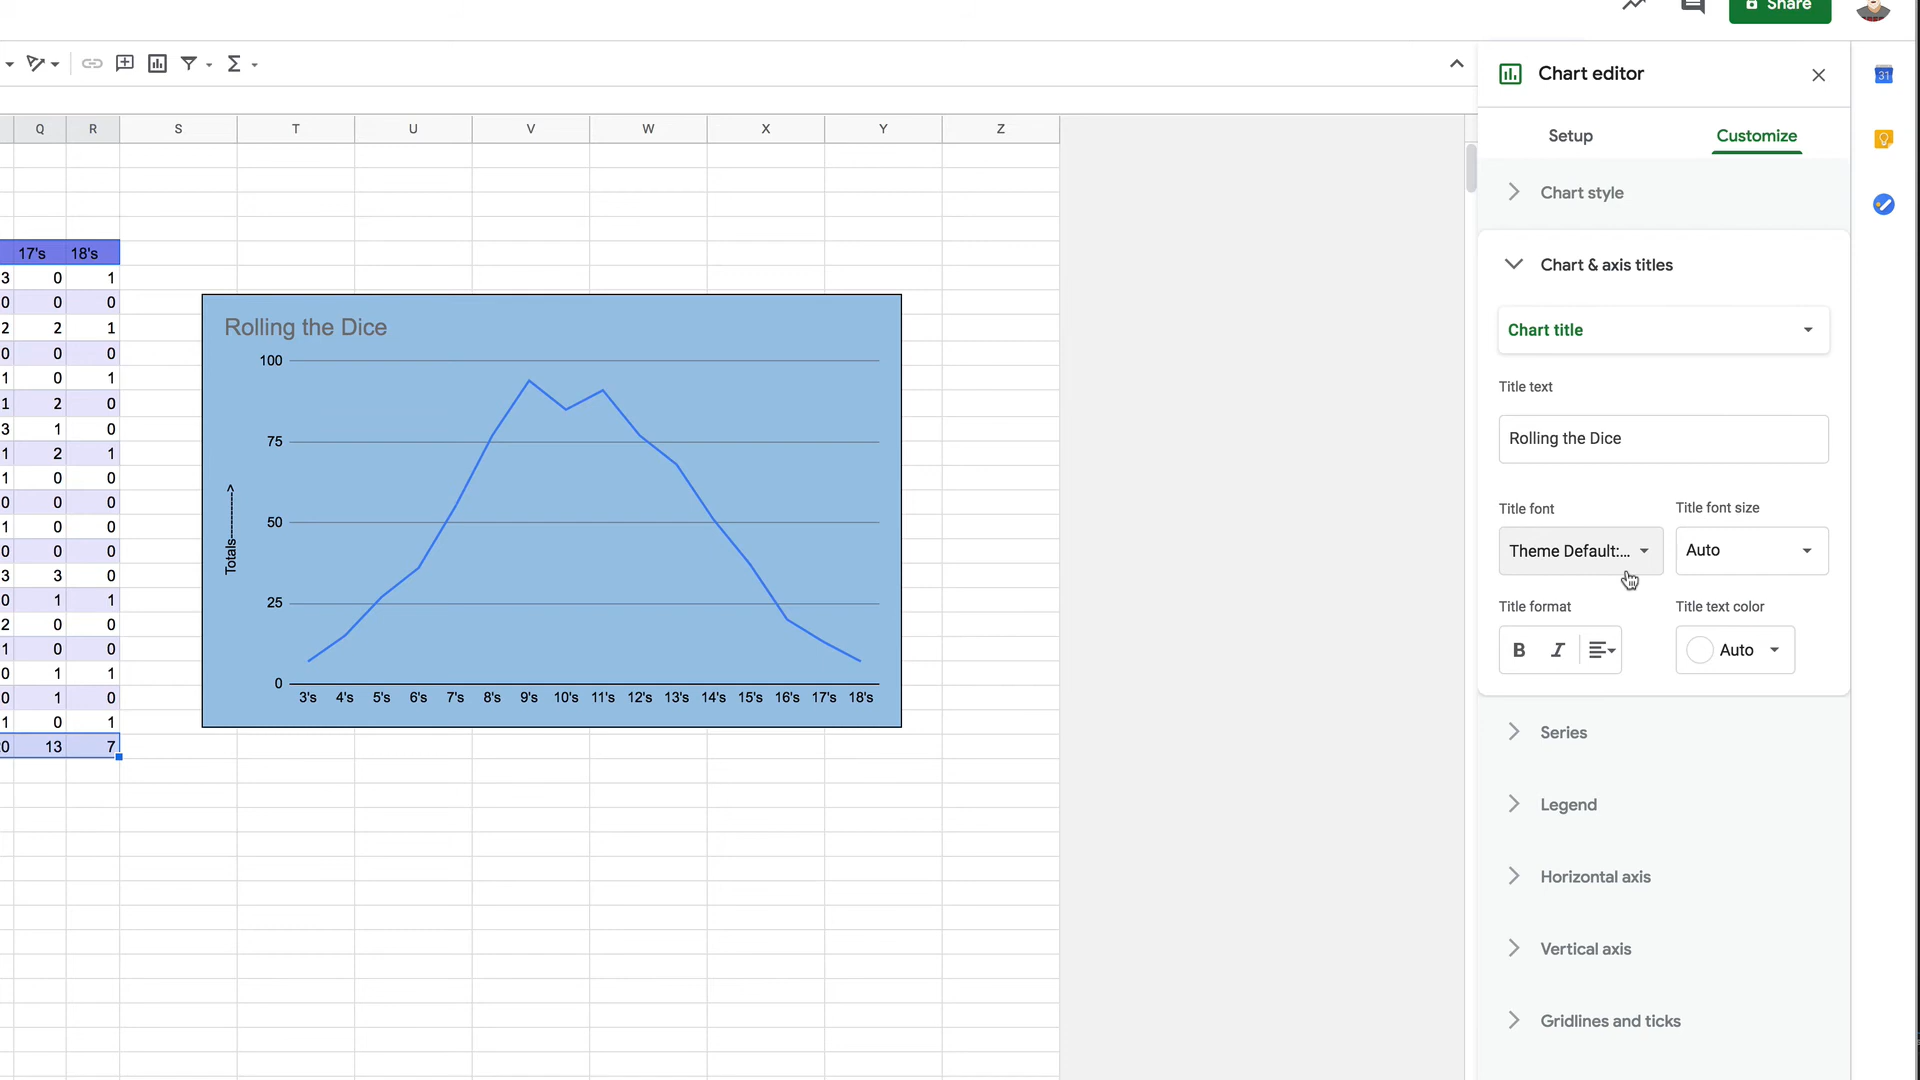 Share
Σ
Chart editor
31
Q R S T U V W X Y Z
Setup Customize
Chart style
17's 18's
3 0 1
0 0 0
2 2 1
0 0 0
1 0 1
1 2 0
3 1 0
1 2 1
1 0 0
0 0 0
1 0 0
0 0 0
3 3 0
0 1 1
2 0 0
1 0 0
0 1 1
0 1 0
1 0 1
0 13 7
Rolling the Dice
100
75
50
25
0
Totals---------->
3's 4's 5's 6's 7's 8's 9's 10's 11's 12's 13's 14's 15's 16's 17's 18's
Chart & axis titles
Chart title
Title text
Rolling the Dice
Title font Title font size
Theme Default:... Auto
Title format Title text color
B I Auto
Series
Legend
Horizontal axis
Vertical axis
Gridlines and ticks